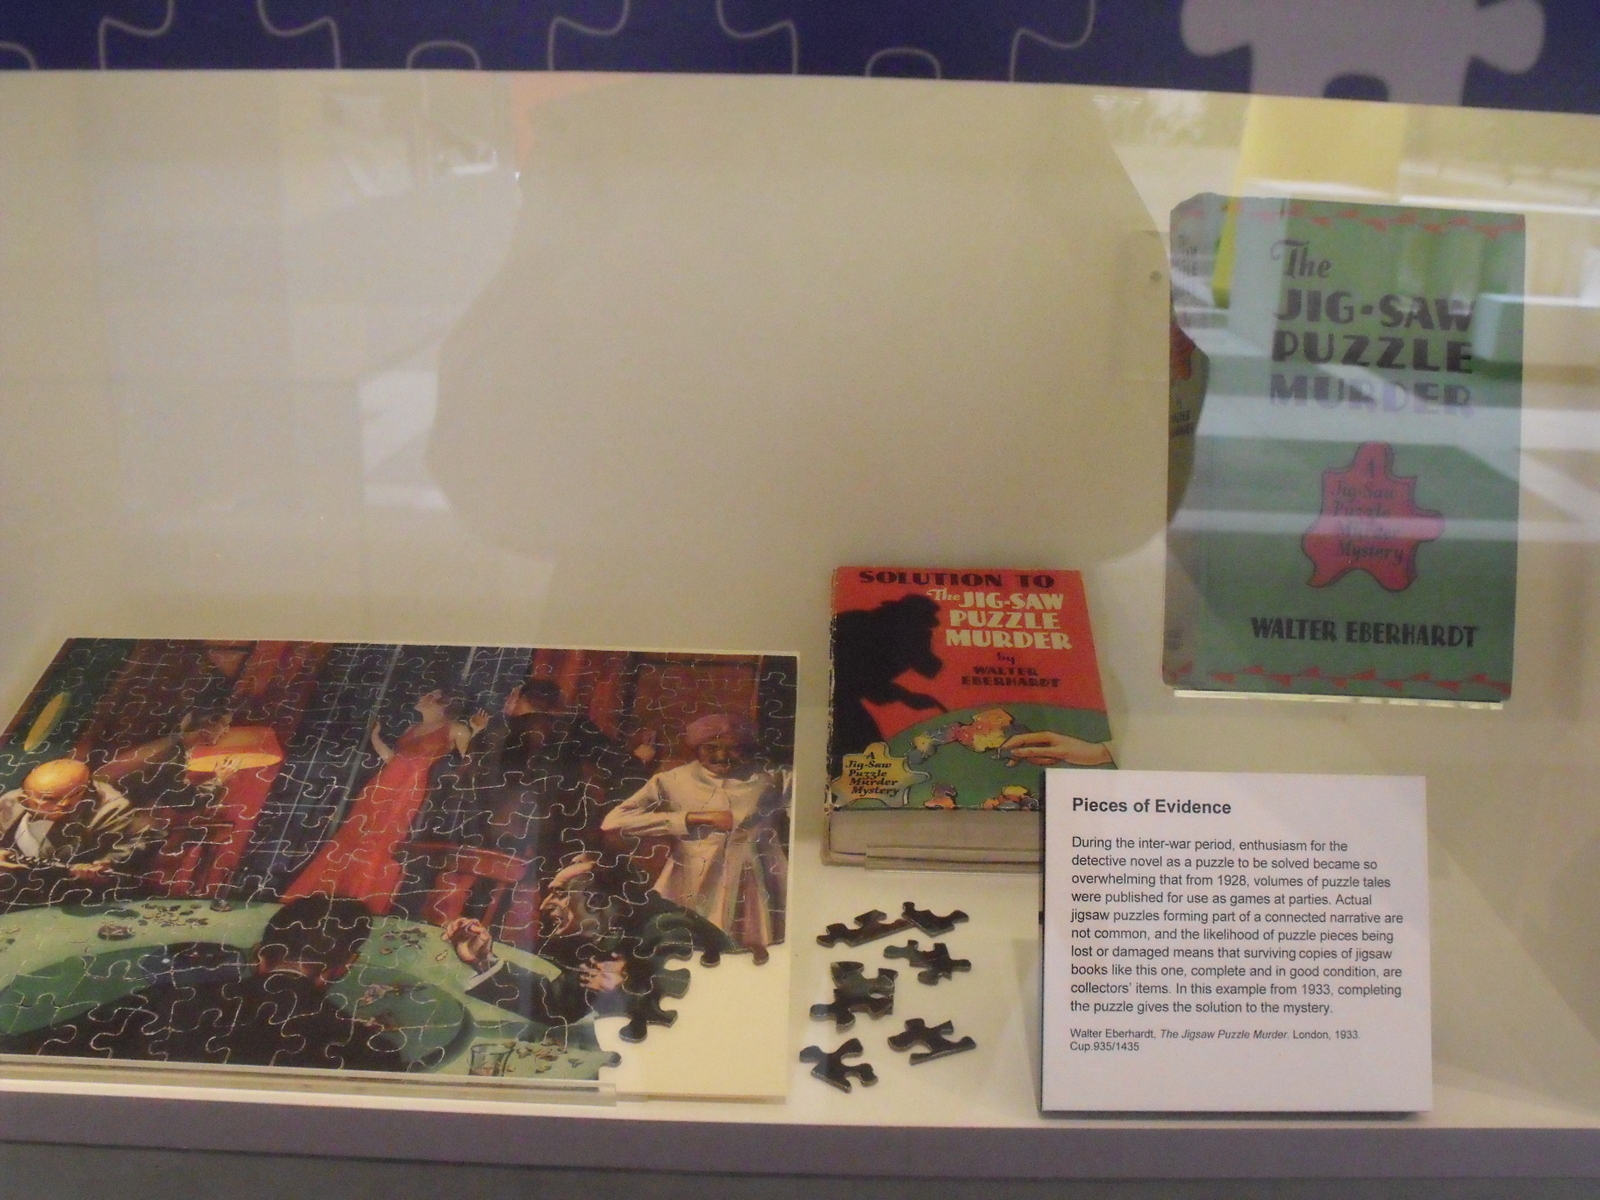 The
JIG-SAW
PUZZLE
MURDER
A
Jig-Saw
Puzzle
Murder
Mystery
WALTER EBERHARDT
SOLUTION TO
The JIG-SAW
PUZZLE
MURDER
by
WALTER
EBERHARDT
A
Jig-Saw
Puzzle
Murder
Mystery
Pieces of Evidence
During the inter-war period, enthusiasm for the
detective novel as a puzzle to be solved became so
overwhelming that from 1928, volumes of puzzle tales
were published for use as games at parties. Actual
jigsaw puzzles forming part of a connected narrative are
not common, and the likelihood of puzzle pieces being
lost or damaged means that surviving copies of jigsaw
books like this one, complete and in good condition, are
collectors' items. In this example from 1933, completing
the puzzle gives the solution to the mystery.
Walter Eberhardt, The Jigsaw Puzzle Murder. London, 1933.
Cup.935/1435